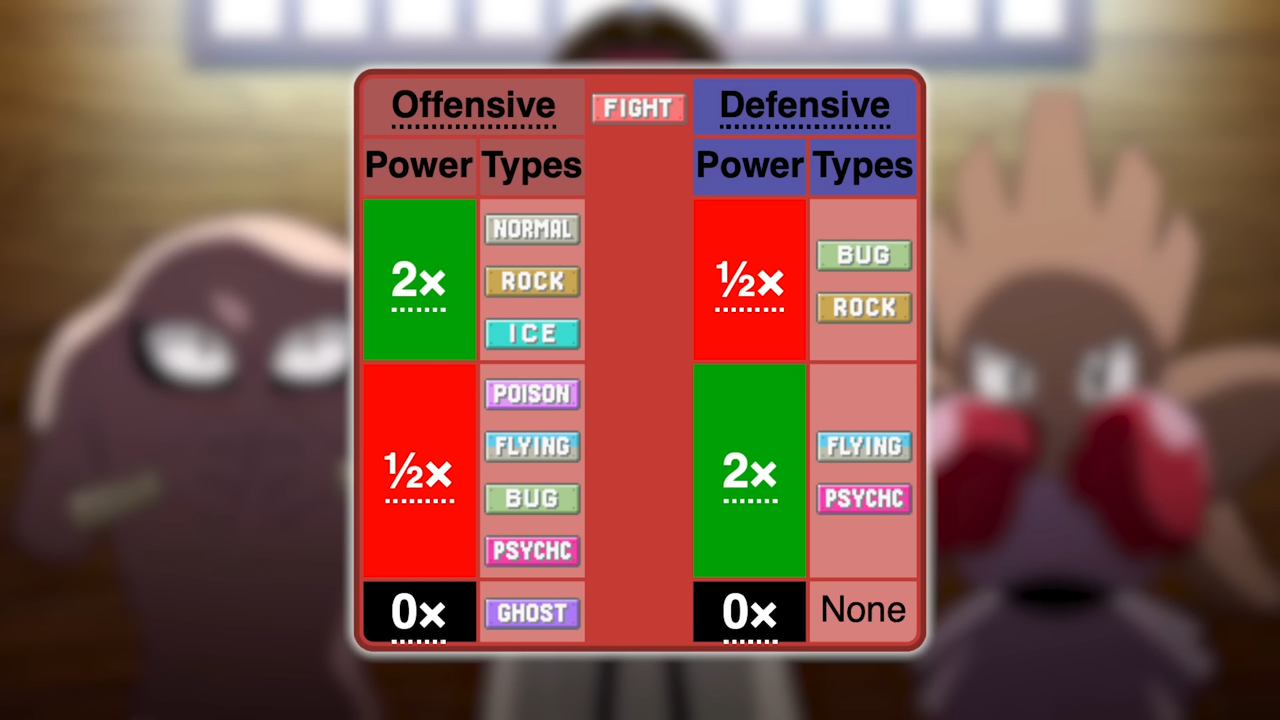 Offensive FIGHT Defensive
Power Types Power Types
2× NORMAL ROCK ICE ½× BUG ROCK
½× POISON FLYING BUG PSYCHC 2× FLYING PSYCHC
0× GHOST 0× None